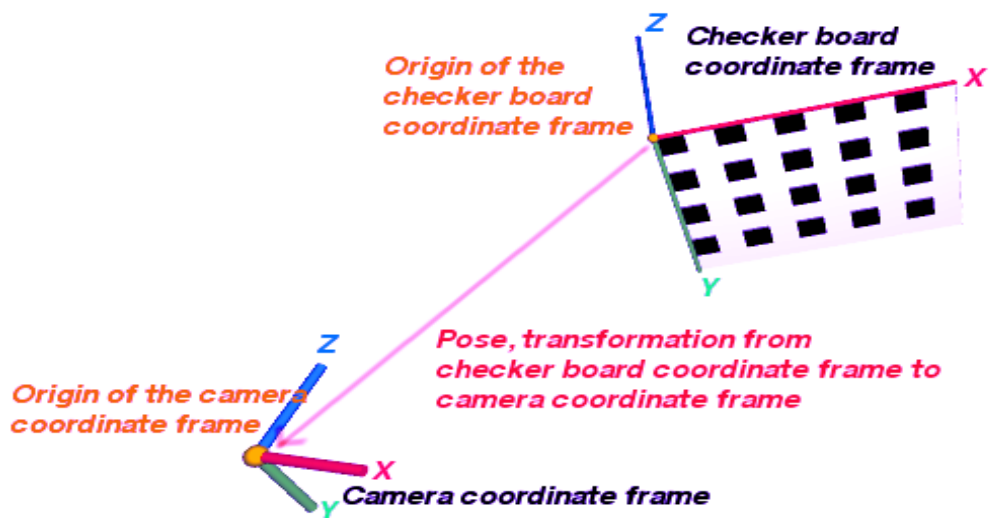 Z
Checker board
coordinate frame
X
Origin of the
checker board
coordinate frame
Y
Pose, transformation from
checker board coordinate frame to
camera coordinate frame
Z
Origin of the camera
coordinate frame
X
Y
Camera coordinate frame